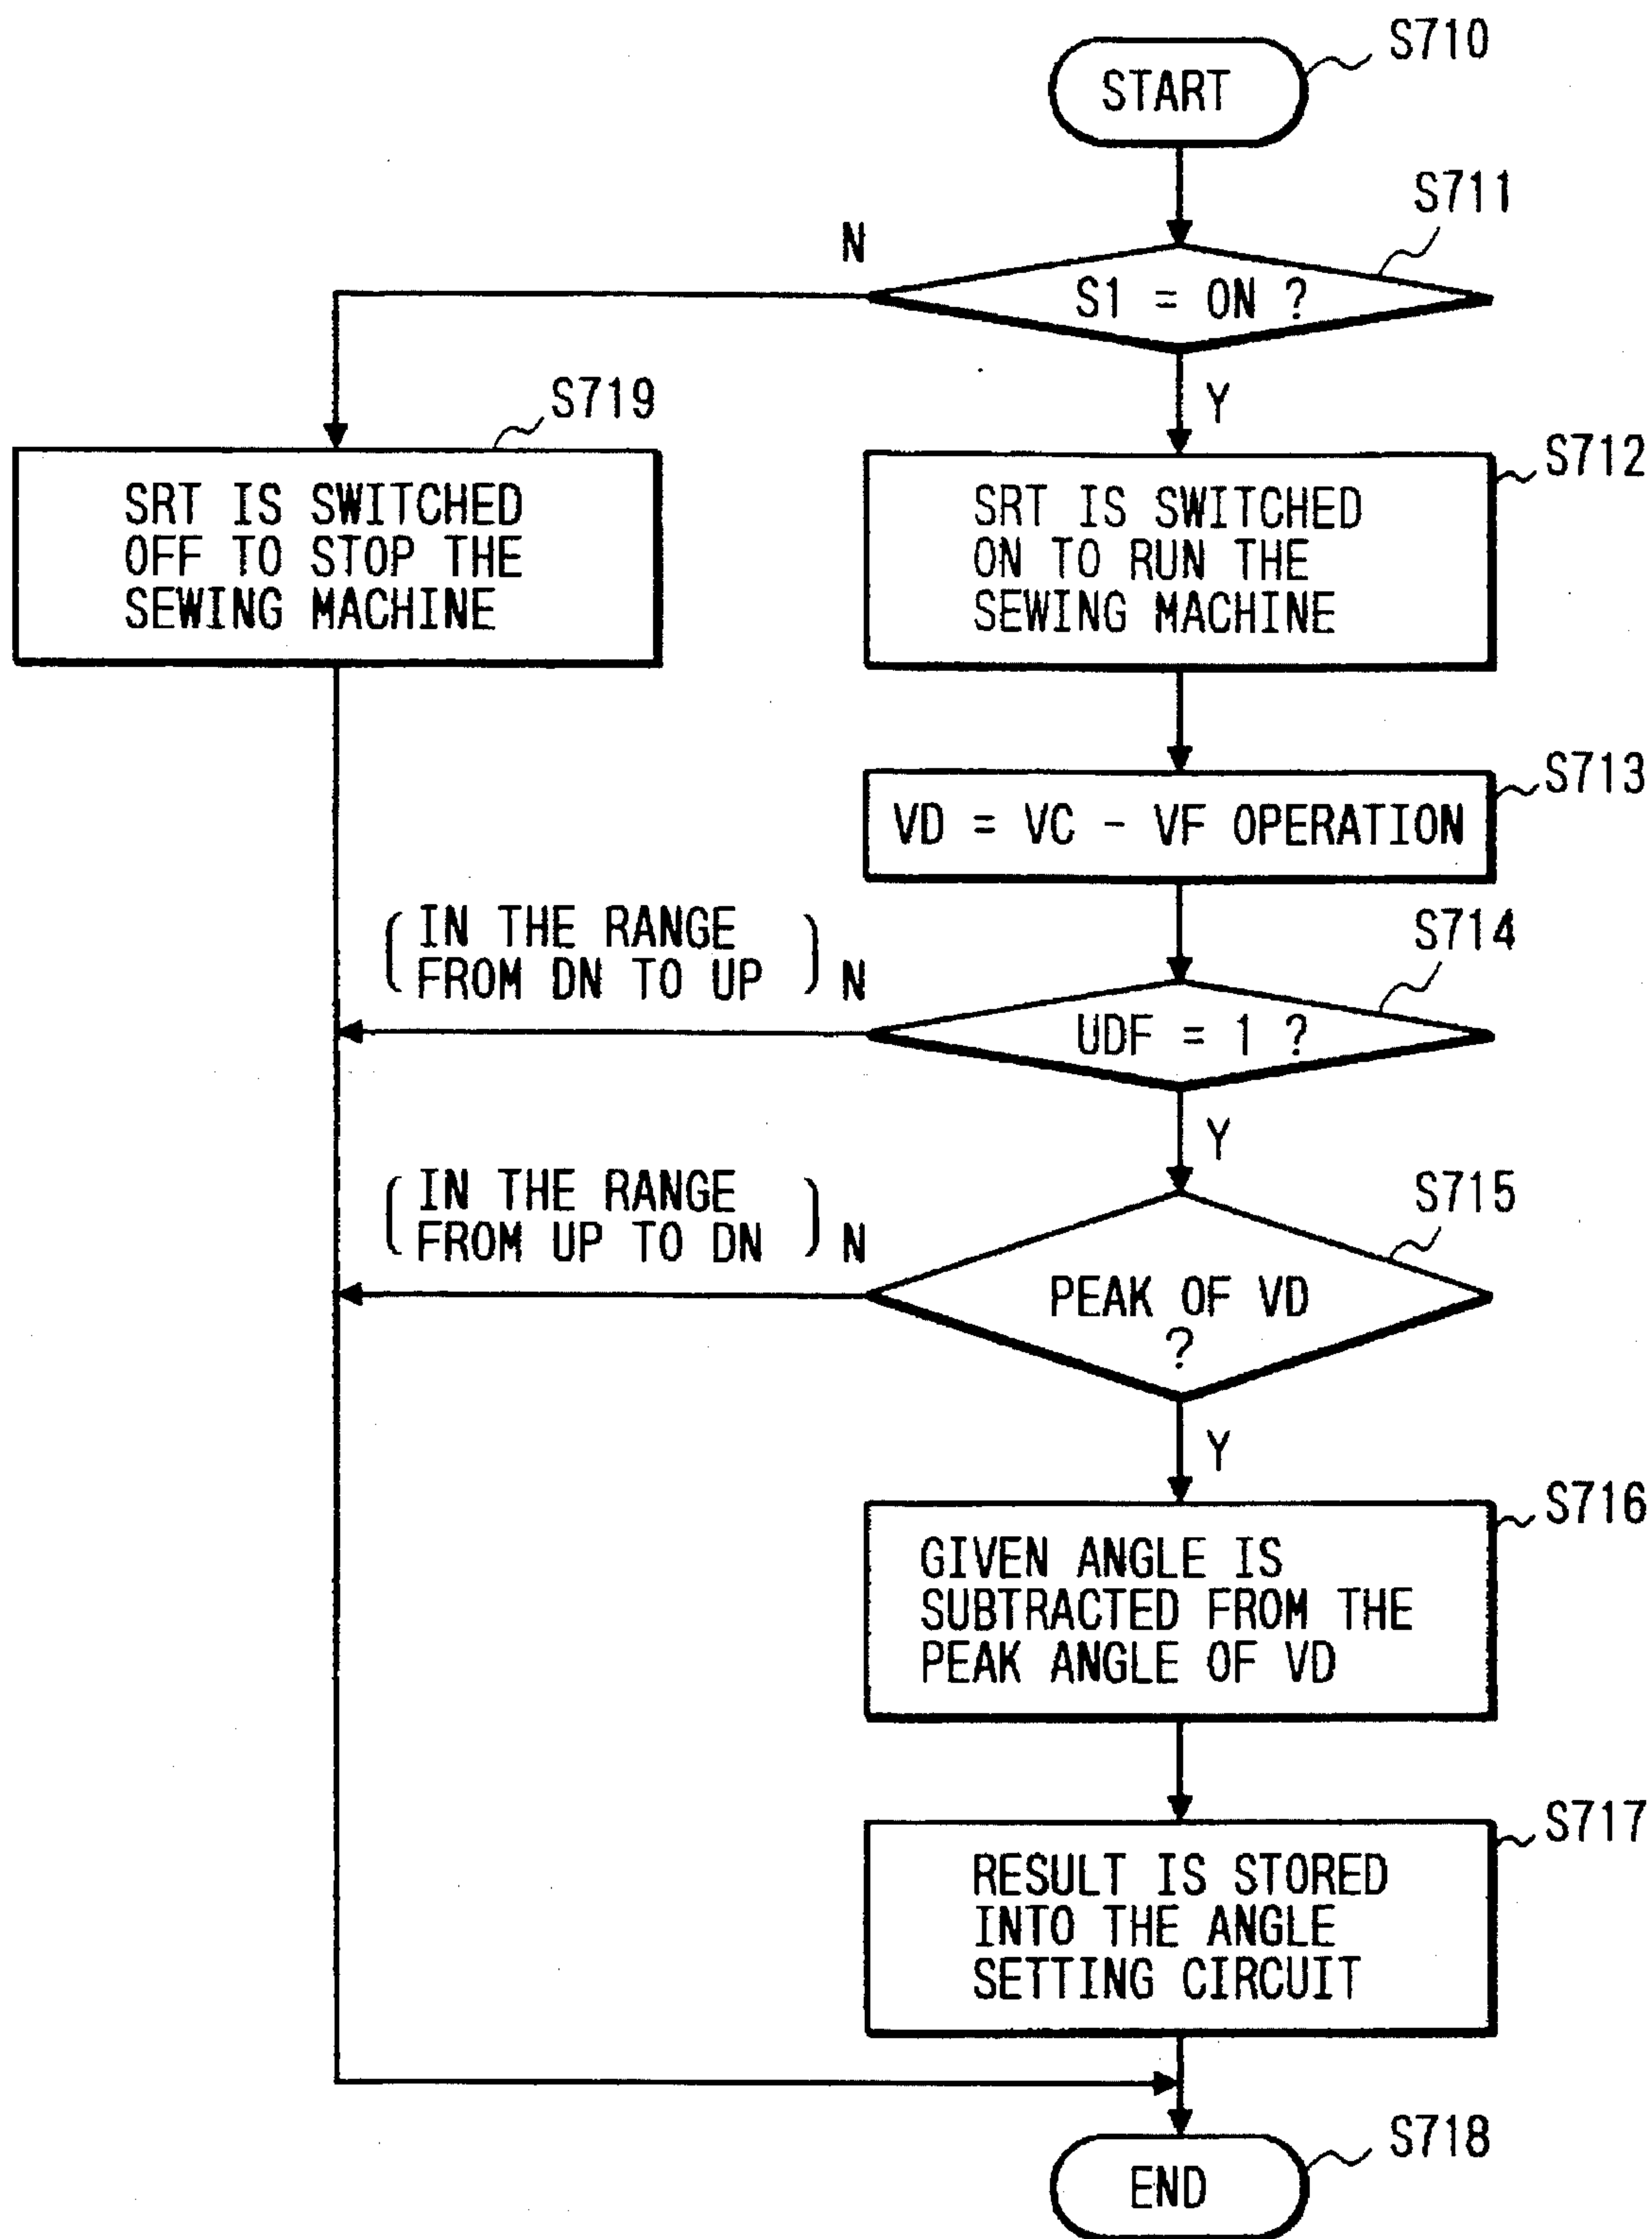 START
S710
S711
N
S1 = ON ?
Y
S719
SRT IS SWITCHED
OFF TO STOP THE
SEWING MACHINE
S712
SRT IS SWITCHED
ON TO RUN THE
SEWING MACHINE
S713
VD = VC - VF OPERATION
S714
(IN THE RANGE
FROM DN TO UP) N
UDF = 1 ?
Y
S715
(IN THE RANGE
FROM UP TO DN) N
PEAK OF VD
?
Y
S716
GIVEN ANGLE IS
SUBTRACTED FROM THE
PEAK ANGLE OF VD
S717
RESULT IS STORED
INTO THE ANGLE
SETTING CIRCUIT
S718
END